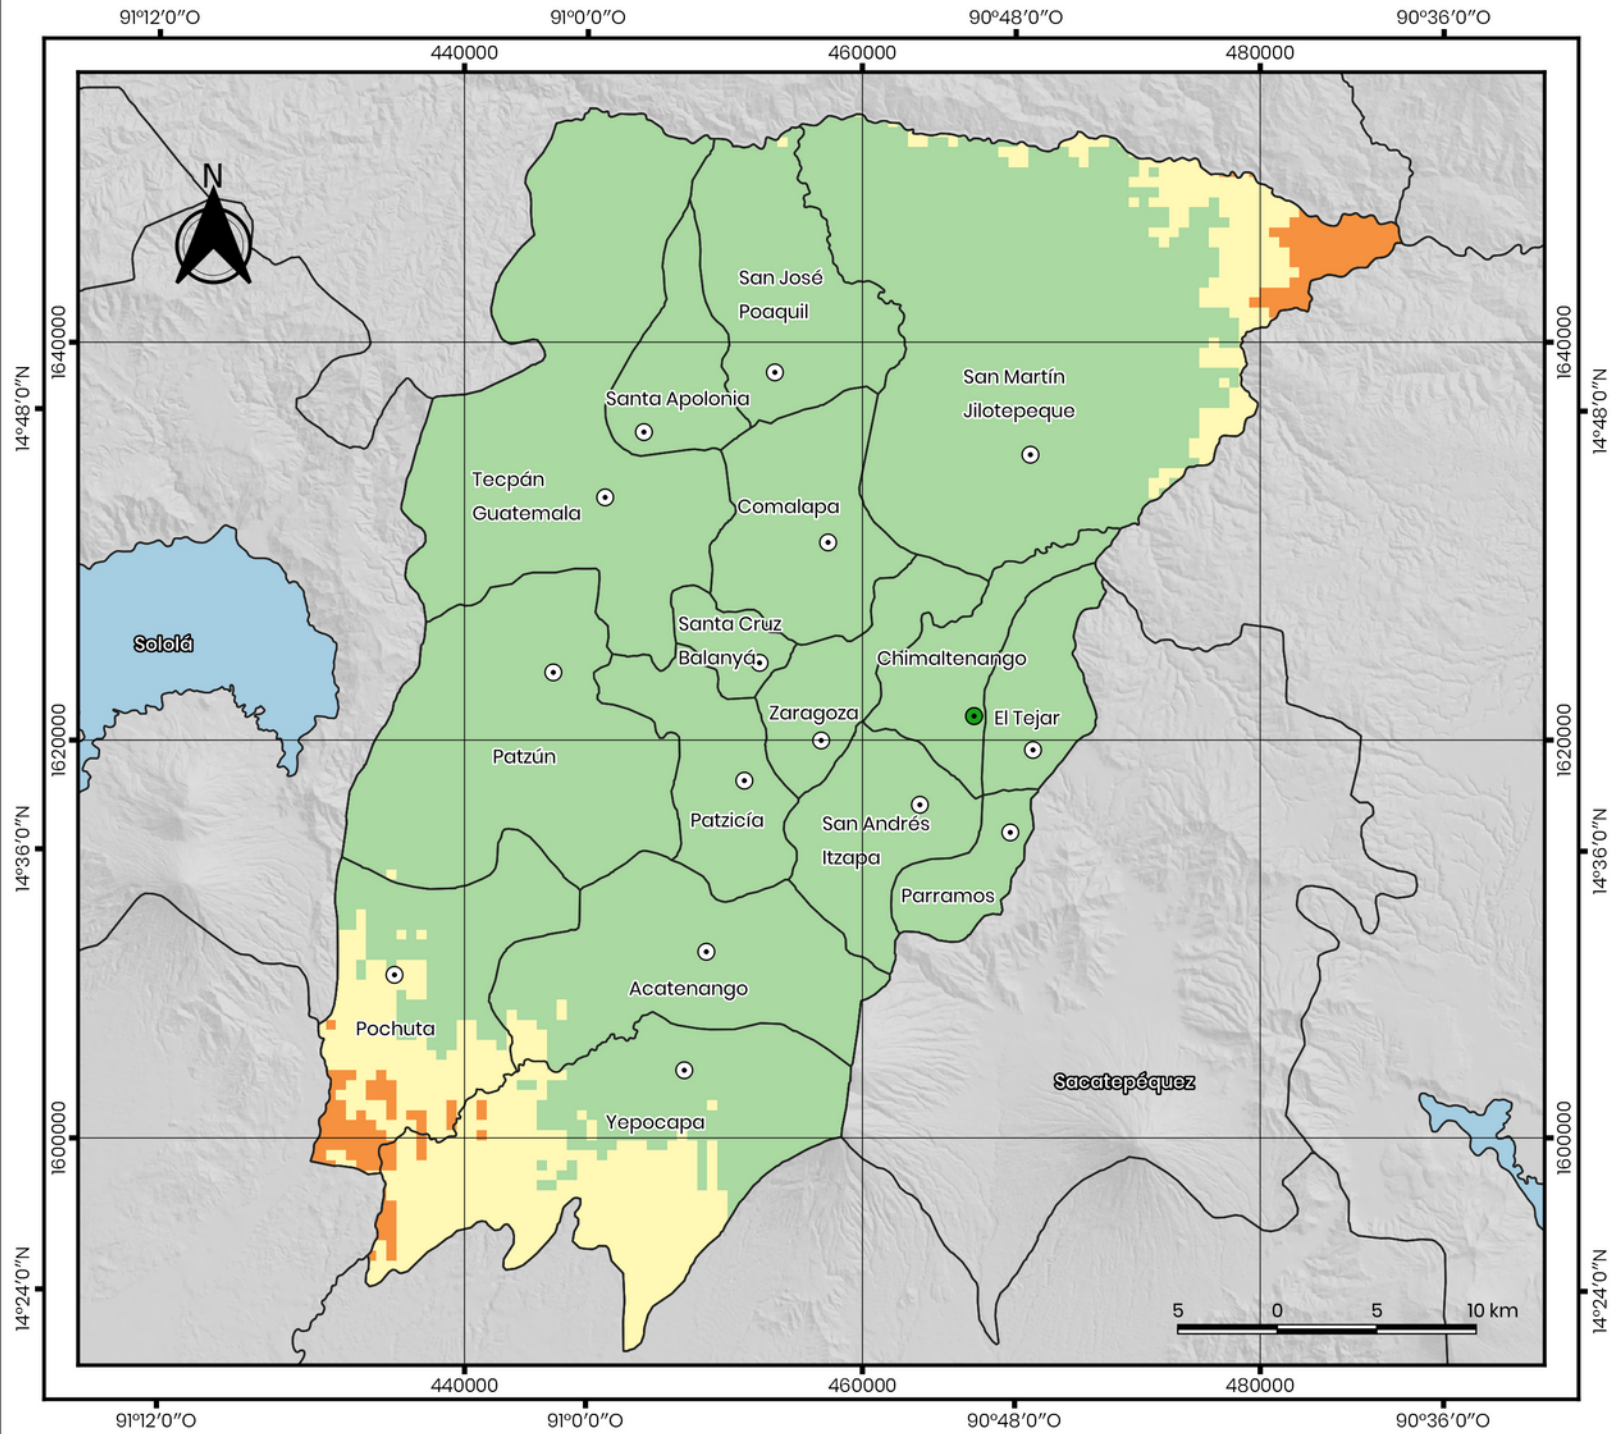 91°12'0"O
91°0'0"O
90°48'0"O
90°36'0"O
440000
460000
480000
N
San José
Poaquil
1640000
1640000
San Martín
Jilotepeque
Santa Apolonia
14°48'0"N
14°48'0"N
Tecpán
Guatemala
Comalapa
Santa Cruz
Balanyá
Sololá
Chimaltenango
Zaragoza
El Tejar
1620000
1620000
Patzún
Patzicía
San Andrés
Itzapa
14°36'0"N
14°36'0"N
Parramos
Acatenango
Pochuta
Sacatepéquez
Yepocapa
1600000
1600000
14°24'0"N
14°24'0"N
5 0 5 10 km
440000
460000
480000
91°12'0"O
91°0'0"O
90°48'0"O
90°36'0"O